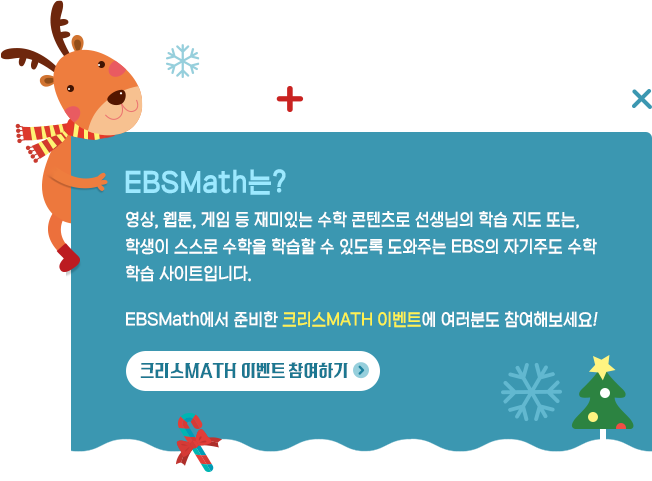 EBSMath는?
영상, 웹툰, 게임 등 재미있는 수학 콘텐츠로 선생님의 학습 지도 또는,
학생이 스스로 수학을 학습할 수 있도록 도와주는 EBS의 자기주도 수학
학습 사이트입니다.
EBSMath에서 준비한 크리스MATH 이벤트에 여러분도 참여해보세요!
크리스MATH 이벤트 참여하기